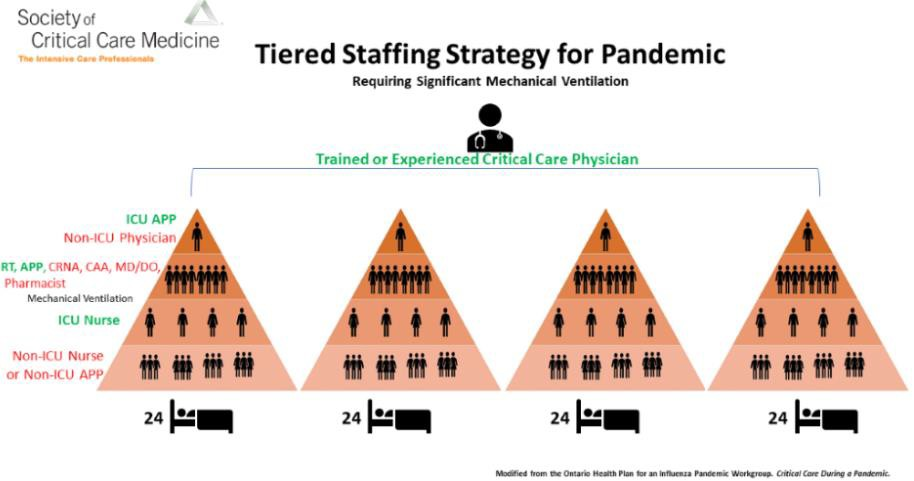 Society of
Critical Care Medicine
The Intensive Care Professionals
Tiered Staffing Strategy for Pandemic
Requiring Significant Mechanical Ventilation
Trained or Experienced Critical Care Physician
ICU APP
Non-ICU Physician
RT, APP, CRNA, CAA, MD/DO,
Pharmacist
Mechanical Ventilation
ICU Nurse
Non-ICU Nurse
or Non-ICU APP
24 24 24 24
Modified from the Ontario Health Plan for an Influenza Pandemic Workgroup. Critical Care During a Pandemic.